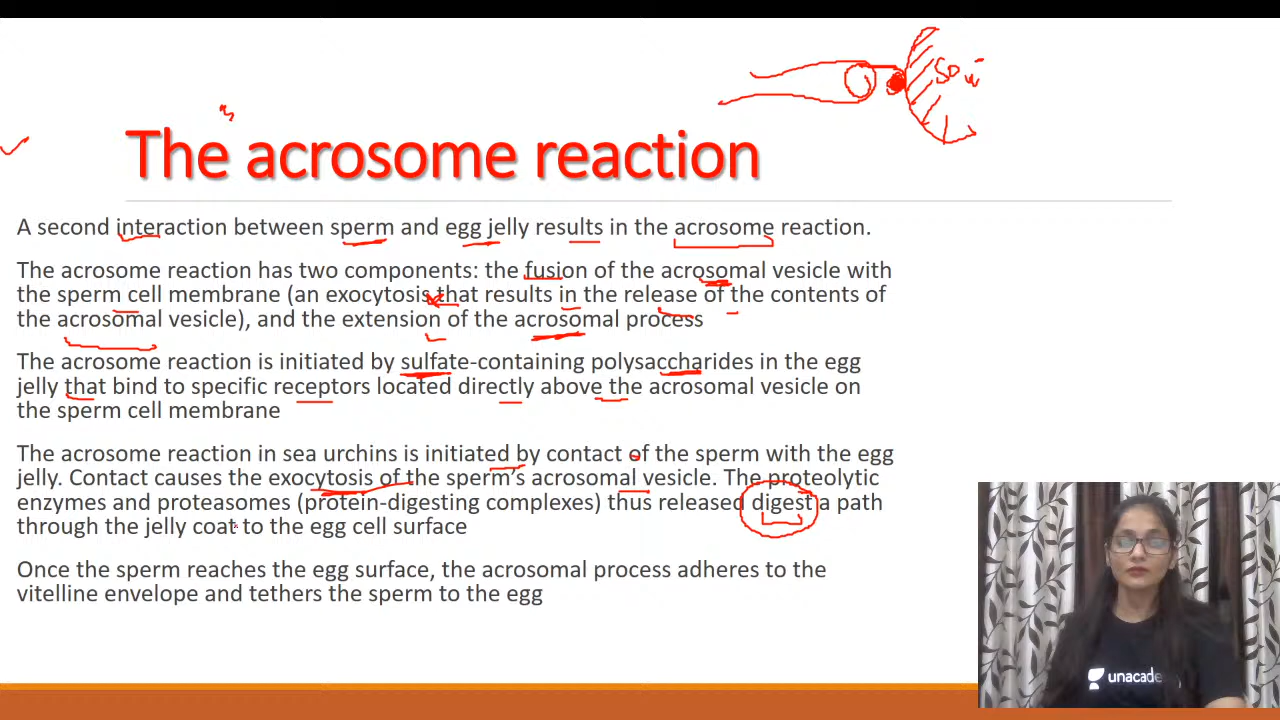 The acrosome reaction
A second interaction between sperm and egg jelly results in the acrosome reaction.
The acrosome reaction has two components: the fusion of the acrosomal vesicle with
the sperm cell membrane (an exocytosis that results in the release of the contents of
the acrosomal vesicle), and the extension of the acrosomal process
The acrosome reaction is initiated by sulfate-containing polysaccharides in the egg
jelly that bind to specific receptors located directly above the acrosomal vesicle on
the sperm cell membrane
The acrosome reaction in sea urchins is initiated by contact of the sperm with the egg
jelly. Contact causes the exocytosis of the sperm's acrosomal vesicle. The proteolytic
enzymes and proteasomes (protein-digesting complexes) thus released digest a path
through the jelly coat to the egg cell surface
Once the sperm reaches the egg surface, the acrosomal process adheres to the
vitelline envelope and tethers the sperm to the egg